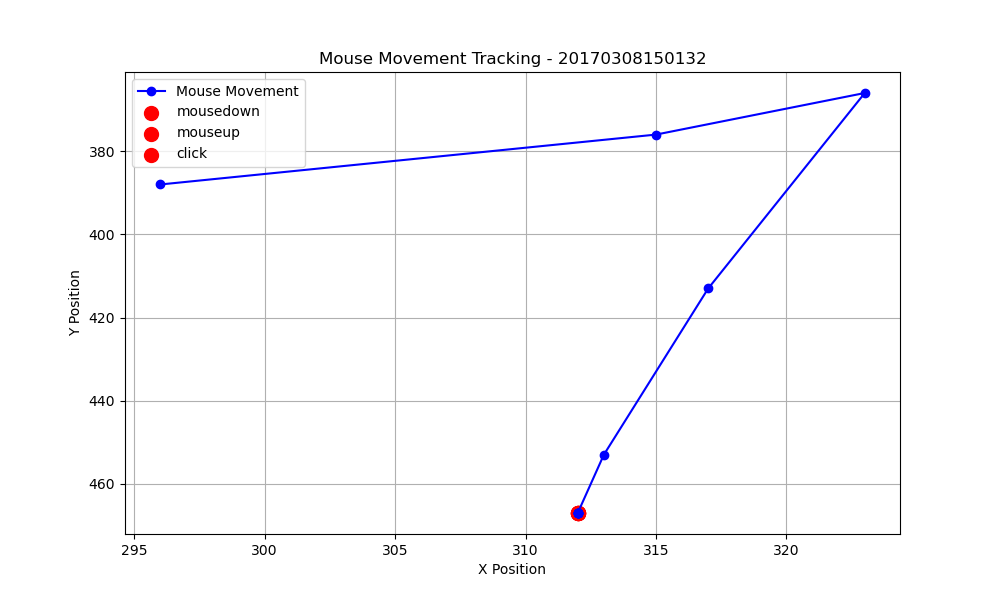 Mouse Movement Tracking - 20170308150132
Mouse Movement
mousedown
mouseup
click
380
400
420
440
460
Y Position
295
300
305
310
315
320
X Position